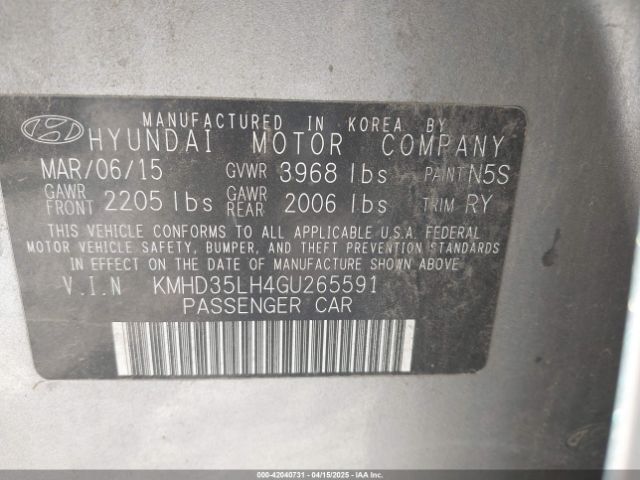 MANUFACTURED IN KOREA BY
HYUNDAI MOTOR COMPANY
MAR/06/15 GVWR 3968 lbs PAINT N5S
GAWR FRONT 2205 lbs GAWR REAR 2006 lbs TRIM RY
THIS VEHICLE CONFORMS TO ALL APPLICABLE U.S.A. FEDERAL
MOTOR VEHICLE SAFETY, BUMPER, AND THEFT PREVENTION STANDARDS
IN EFFECT ON THE DATE OF MANUFACTURE SHOWN ABOVE.
V.I.N KMHD35LH4GU265591
PASSENGER CAR
000-42040731 - 04/15/2025 - IAAI.COM